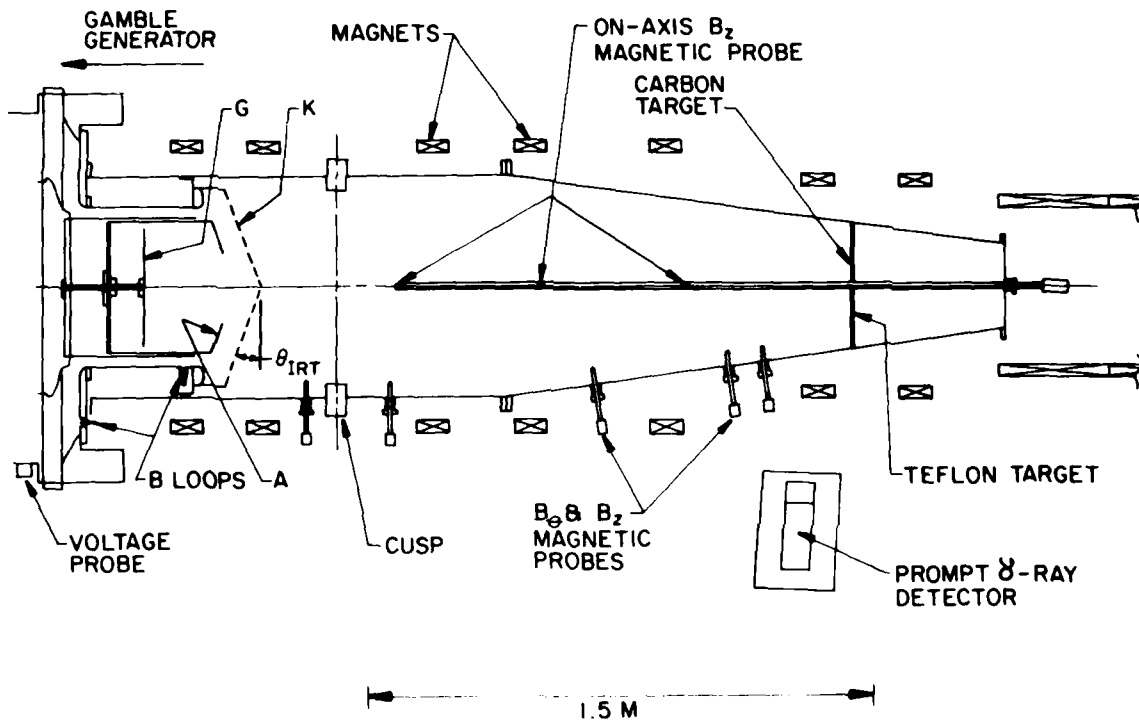 GAMBLE
GENERATOR
MAGNETS
ON-AXIS Bz
MAGNETIC PROBE
CARBON
TARGET
G
K
θIRT
B LOOPS
A
VOLTAGE
PROBE
CUSP
Bθ & Bz
MAGNETIC
PROBES
TEFLON TARGET
PROMPT γ-RAY
DETECTOR
1.5 M